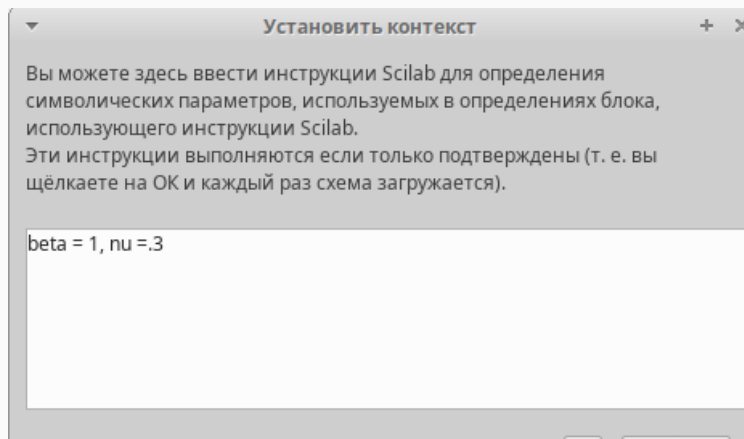 Установить контекст
Вы можете здесь ввести инструкции Scilab для определения
символических параметров, используемых в определениях блока,
использующего инструкции Scilab.
Эти инструкции выполняются если только подтверждены (т. е. вы
щёлкаете на ОК и каждый раз схема загружается).
beta = 1, nu =.3